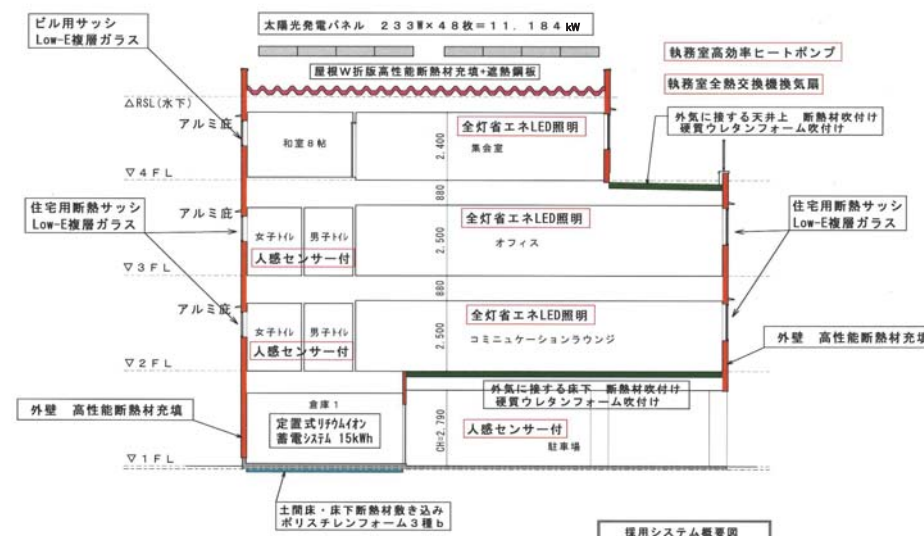 太陽光発電パネル 233W×48枚=11.184kW
ビル用サッシ
Low-E複層ガラス
執務室高効率ヒートポンプ
屋根W折版高性能断熱材充填+遮熱鋼板
執務室全熱交換機換気扇
△RSL(水下)
外気に接する天井上 断熱材吹付け
硬質ウレタンフォーム吹付け
アルミ庇
全灯省エネLED照明
和室8帖
集会室
2,400
▽4FL
880
住宅用断熱サッシ
Low-E複層ガラス
住宅用断熱サッシ
Low-E複層ガラス
アルミ庇
全灯省エネLED照明
女子トイレ
男子トイレ
オフィス
人感センサー付
2,500
▽3FL
880
アルミ庇
全灯省エネLED照明
女子トイレ
男子トイレ
コミュニケーションラウンジ
外壁 高性能断熱材充填
人感センサー付
2,500
▽2FL
外気に接する床下 断熱材吹付け
硬質ウレタンフォーム吹付け
倉庫1
外壁 高性能断熱材充填
定置式リチウムイオン
蓄電システム 15kWh
人感センサー付
CH=2,790
駐車場
▽1FL
土間床・床下断熱材敷き込み
ポリスチレンフォーム3種b
採用システム概要図